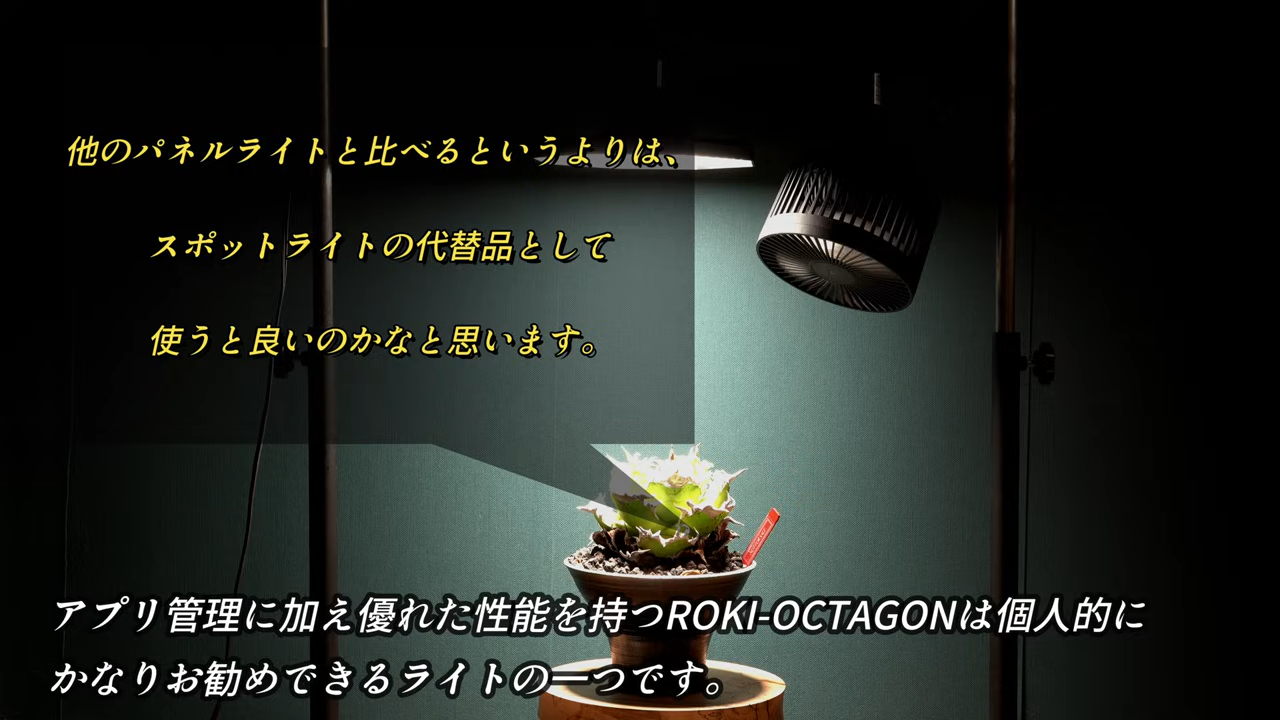 他のパネルライトと比べるというよりは、
スポットライトの代替品として
使うと良いのかなと思います。
アプリ管理に加え優れた性能を持つROKI-OCTAGONは個人的に
かなりお勧めできるライトの一つです。